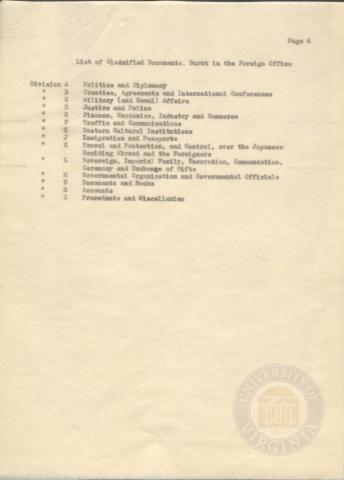 Page 4
List of Classified Documents, Burnt in the Foreign Office
Division A Politics and Diplomacy
" B Treaties, Agreements and International Conferences
" C Military (and Naval) Affairs
" D Justice and Police
" E Finance, Economics, Industry and Commerce
" F Traffic and Communications
" Eastern Cultural Institutions
" J Immigration and Passports
" K Travel and Protection, and Control, over the Japanese
Residing Abroad and the Foreigners
" L Sovereign, Imperial Family, Decoration, Commendation,
Ceremony and Exchange of Gifts
" M Governmental Organization and Governmental Officials
" N Documents and Books
" Accounts
" Precedents and Miscellanies
UNIVERSITY OF VIRGINIA